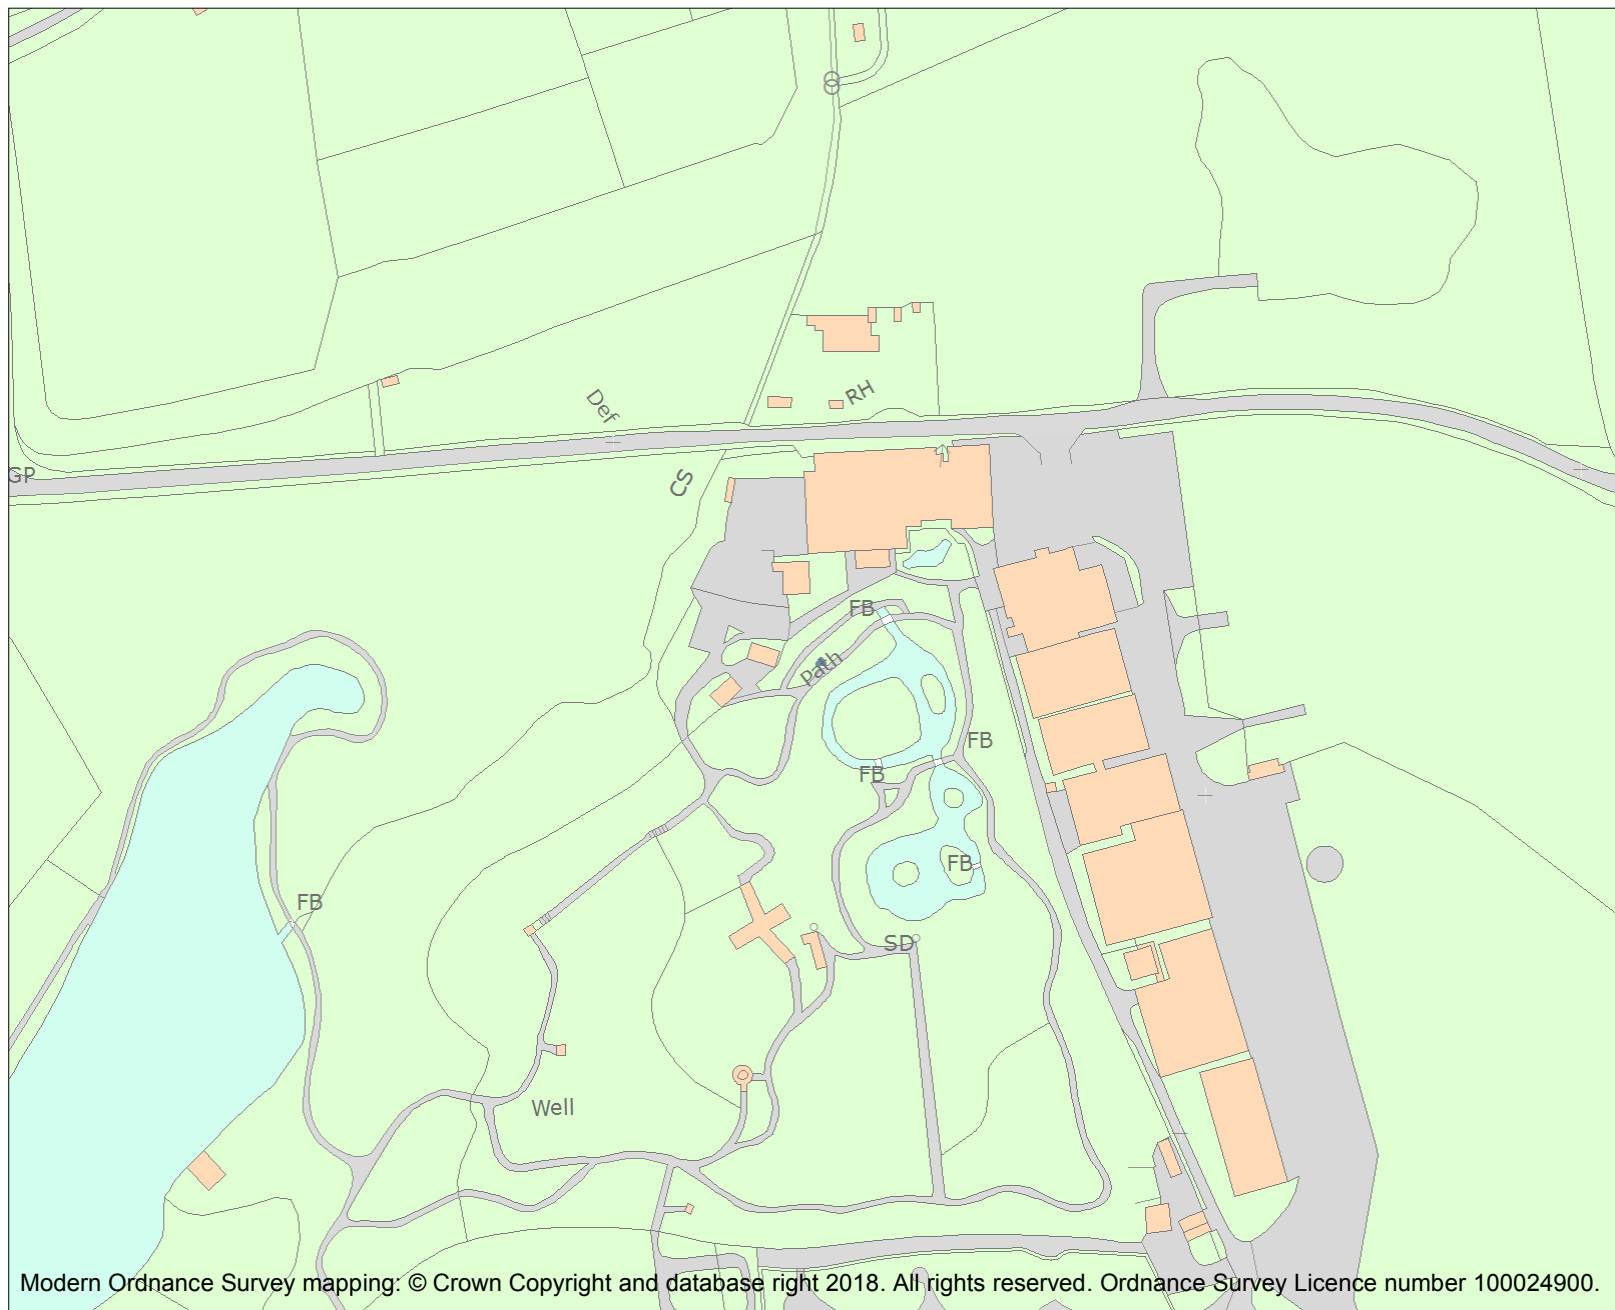 Def
RH
GP
CS
FB
Path
FB
FB
FB
FB
SD
Well
Modern Ordnance Survey mapping: © Crown Copyright and database right 2018. All rights reserved. Ordnance Survey Licence number 100024900.